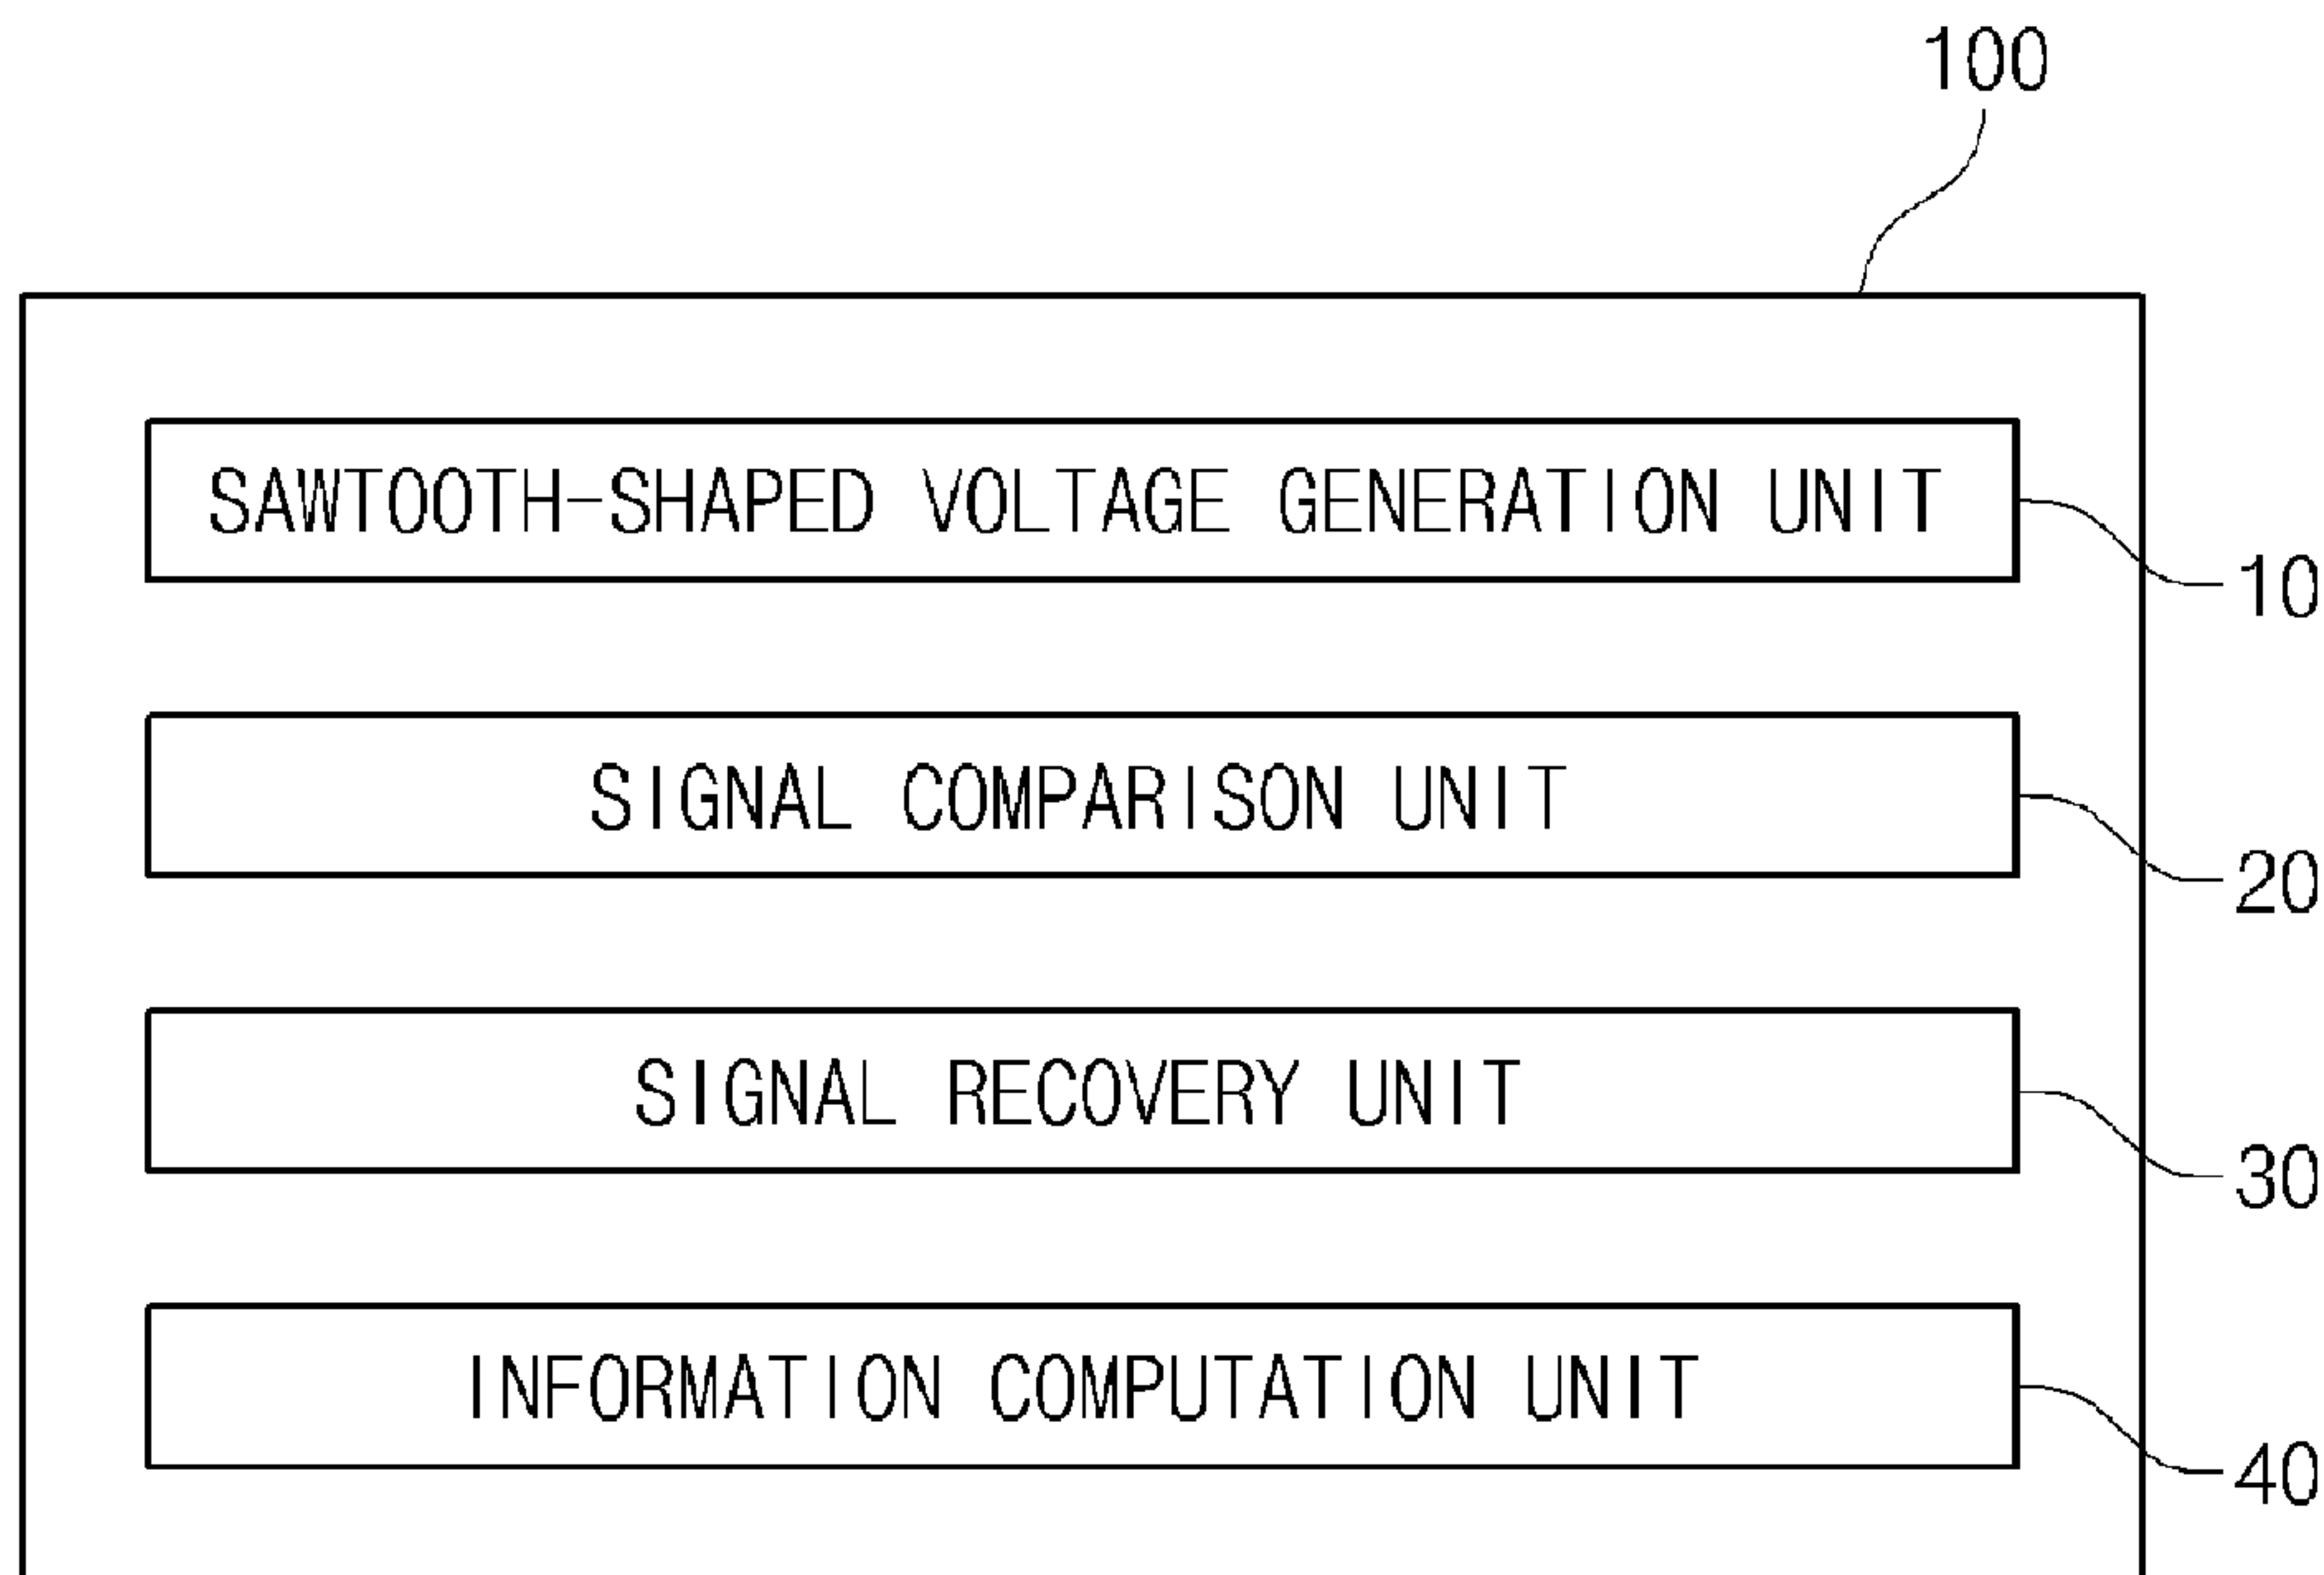 100
SAWTOOTH-SHAPED VOLTAGE GENERATION UNIT
10
SIGNAL COMPARISON UNIT
20
SIGNAL RECOVERY UNIT
30
INFORMATION COMPUTATION UNIT
40